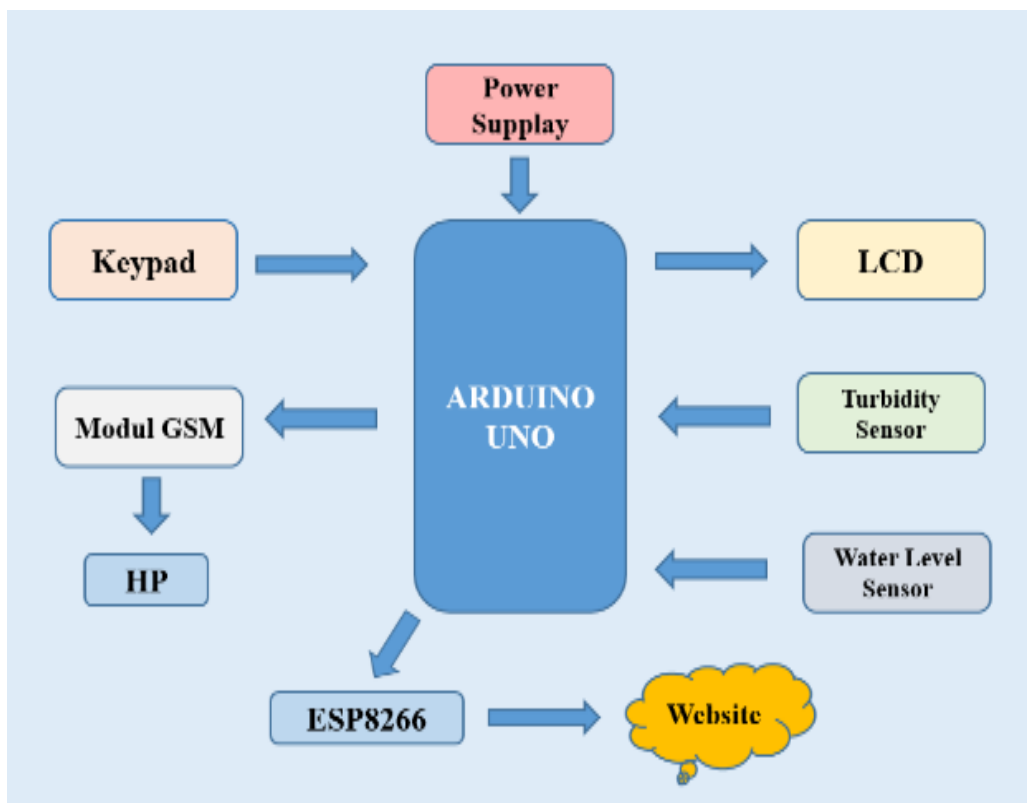 Power
Supplay
Keypad
LCD
ARDUINO
UNO
Turbidity
Sensor
Modul GSM
Water Level
Sensor
HP
ESP8266
Website